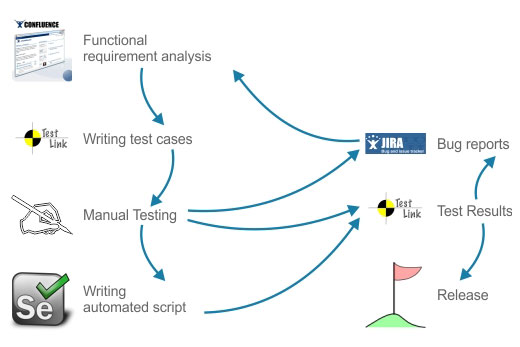 CONFLUENCE
Functional
requirement analysis
Test
Link
Writing test cases
JIRA
Bug and issue tracker
Bug reports
Manual Testing
Test
Link
Test Results
Se
Writing
automated script
Release